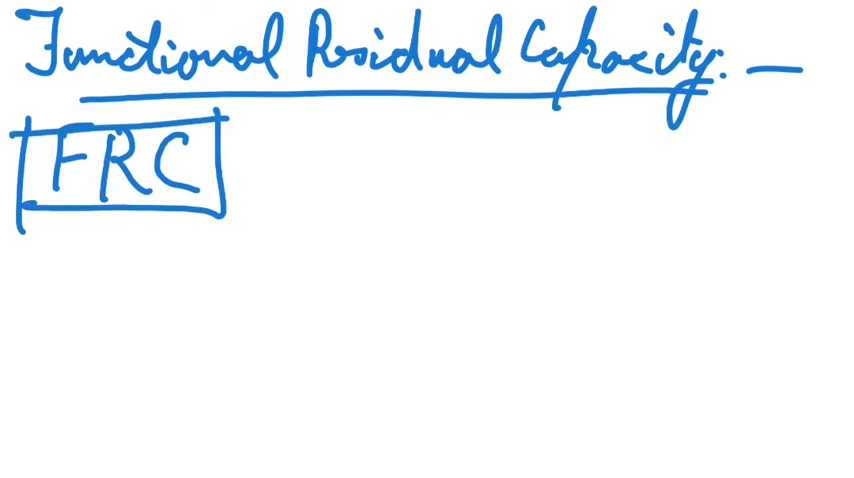 Functional Residual Capacity: —
FRC